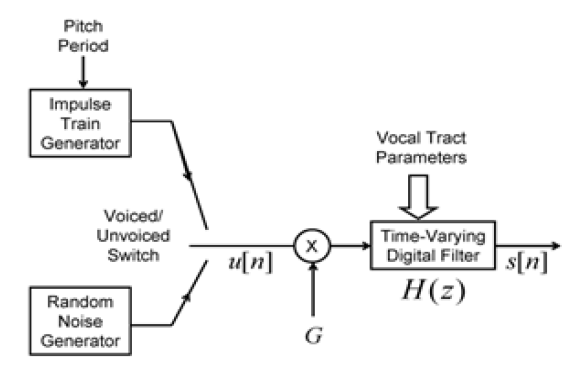 Pitch
Period
Impulse
Train
Generator
Vocal Tract
Parameters
Voiced/
Unvoiced
Switch
u[n]
X
Time-Varying
Digital Filter
s[n]
H(z)
Random
Noise
Generator
G